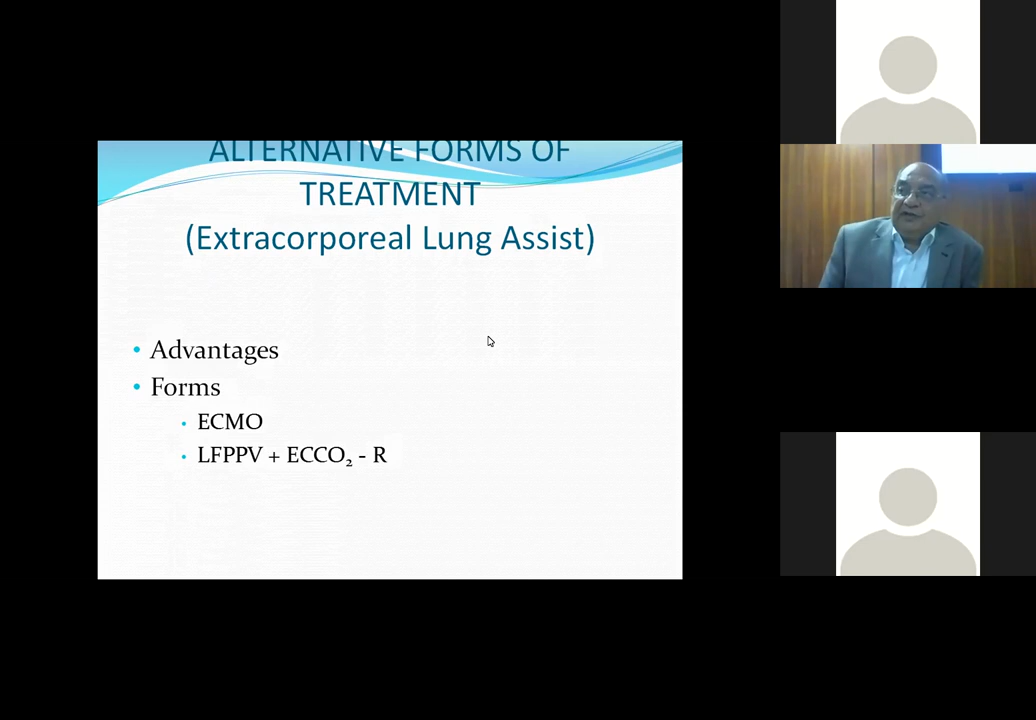 ALTERNATIVE FORMS OF
TREATMENT
(Extracorporeal Lung Assist)
• Advantages
• Forms
• ECMO
• LFPPV + ECCO₂ - R